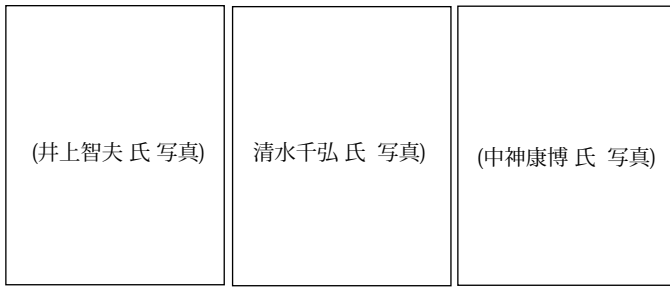 (井上智夫 氏 写真)
清水千弘 氏 写真)
(中神康博 氏 写真)